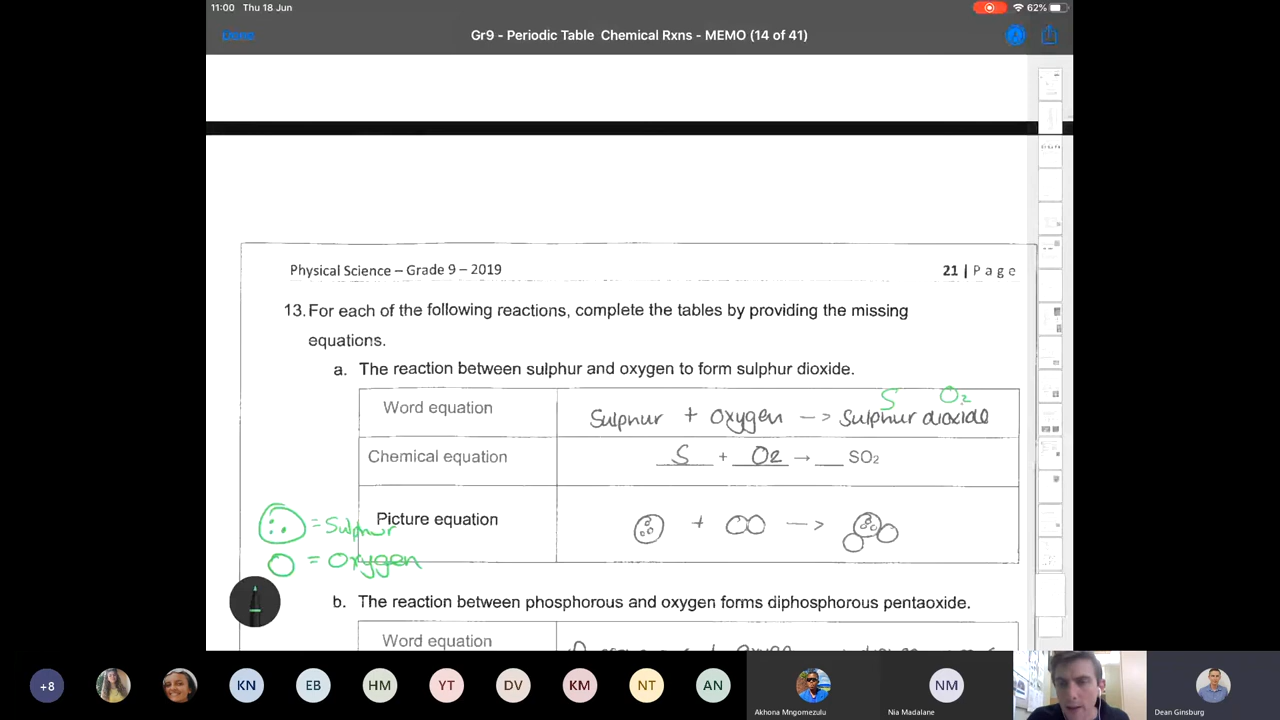 11:00 Thu 18 Jun
62%
Gr9 - Periodic Table Chemical Rxns - MEMO (14 of 41)
Physical Science – Grade 9 – 2019
21 | Page
13. For each of the following reactions, complete the tables by providing the missing
equations.
a. The reaction between sulphur and oxygen to form sulphur dioxide.
S O2
Word equation Sulphur + Oxygen –> Sulphur dioxide
Chemical equation S + O2 → ___ SO₂
Picture equation + –>
= Sulphur
= Oxygen
b. The reaction between phosphorous and oxygen forms diphosphorous pentaoxide.
Word equation
+8 KN EB HM YT DV KM NT AN NM
Akhona Mngomezulu Nia Madalane Dean Ginsburg